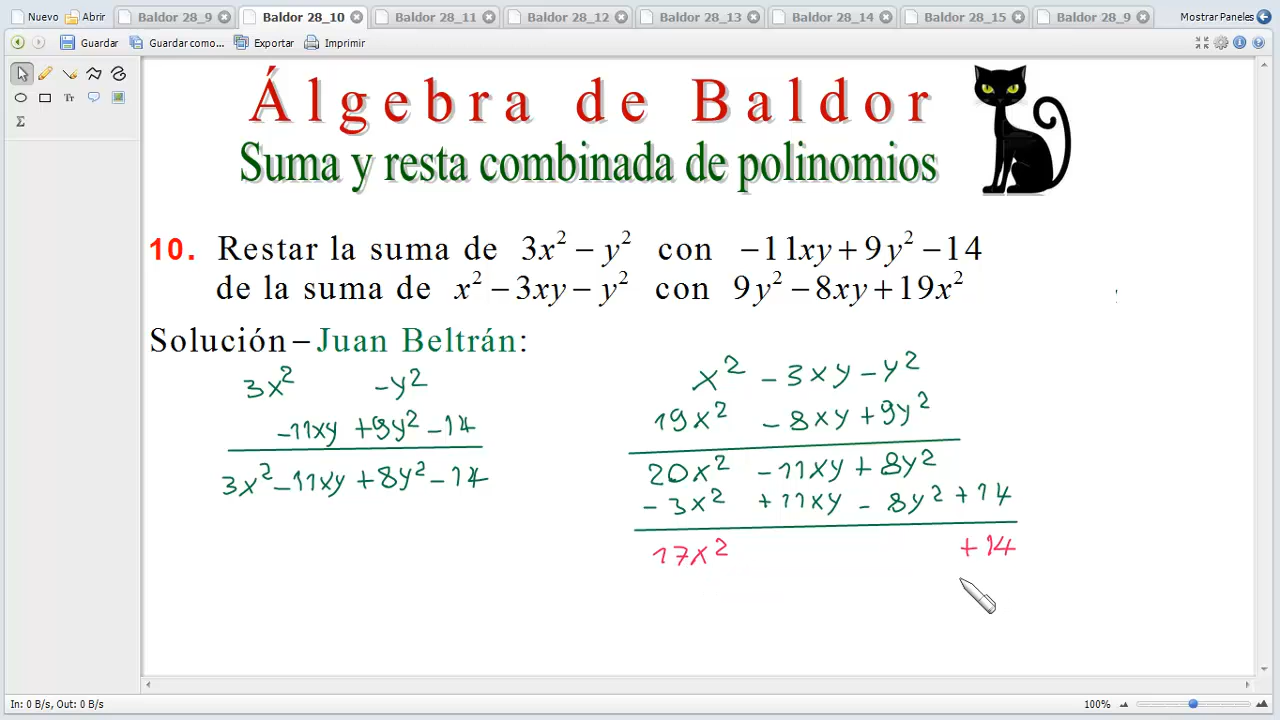 Nuevo Abrir Baldor 28_9 Baldor 28_10 Baldor 28_11 Baldor 28_12 Baldor 28_13 Baldor 28_14 Baldor 28_15 Baldor 28_9 Mostrar Paneles
Guardar Guardar como... Exportar Imprimir
Tr
Σ
Álgebra de Baldor
Suma y resta combinada de polinomios
10. Restar la suma de 3x² − y² con −11xy + 9y² − 14
de la suma de x² − 3xy − y² con 9y² − 8xy + 19x²
Solución − Juan Beltrán:
3x² −y²
−11xy +9y² −14
3x² −11xy +8y² −14
x² −3xy −y²
19x² −8xy +9y²
20x² −11xy +8y²
−3x² +11xy −8y² +14
17x² +14
In: 0 B/s, Out: 0 B/s 100%